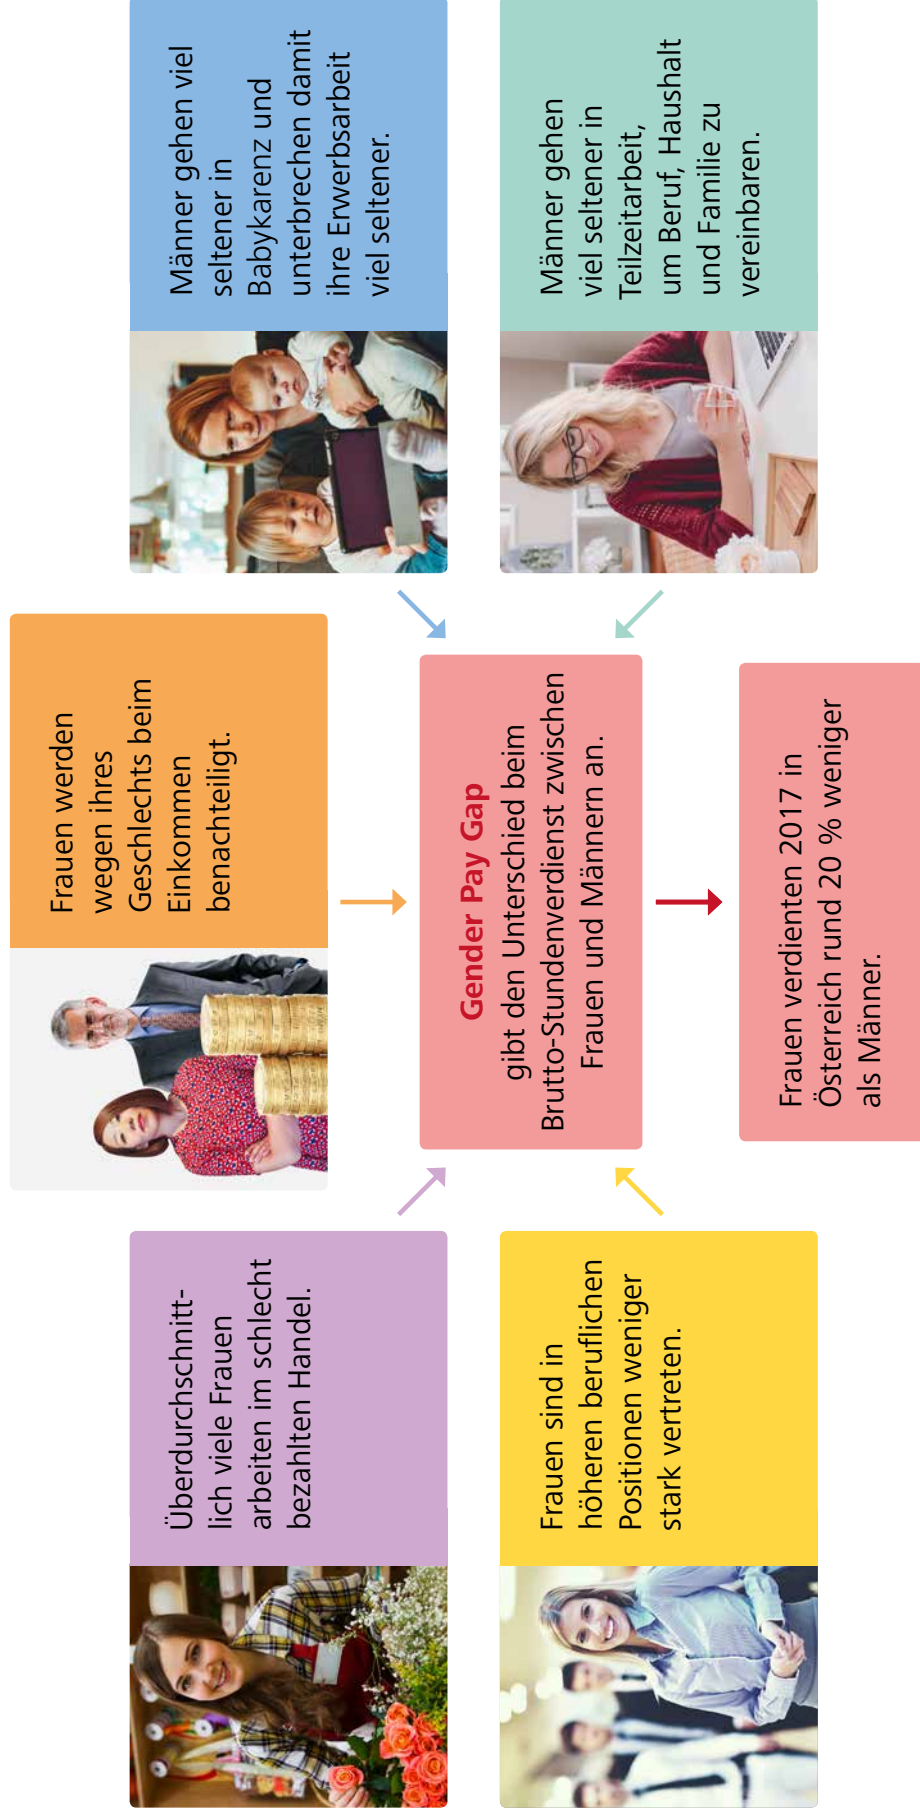 Überdurchschnitt-
lich viele Frauen
arbeiten im schlecht
bezahlten Handel.
Frauen werden
wegen ihres
Geschlechts beim
Einkommen
benachteiligt.
Männer gehen viel
seltener in
Babykarenz und
unterbrechen damit
ihre Erwerbsarbeit
viel seltener.
Gender Pay Gap
gibt den Unterschied beim
Brutto-Stundenverdienst zwischen
Frauen und Männern an.
Frauen sind in
höheren beruflichen
Positionen weniger
stark vertreten.
Männer gehen
viel seltener in
Teilzeitarbeit,
um Beruf, Haushalt
und Familie zu
vereinbaren.
Frauen verdienten 2017 in
Österreich rund 20 % weniger
als Männer.